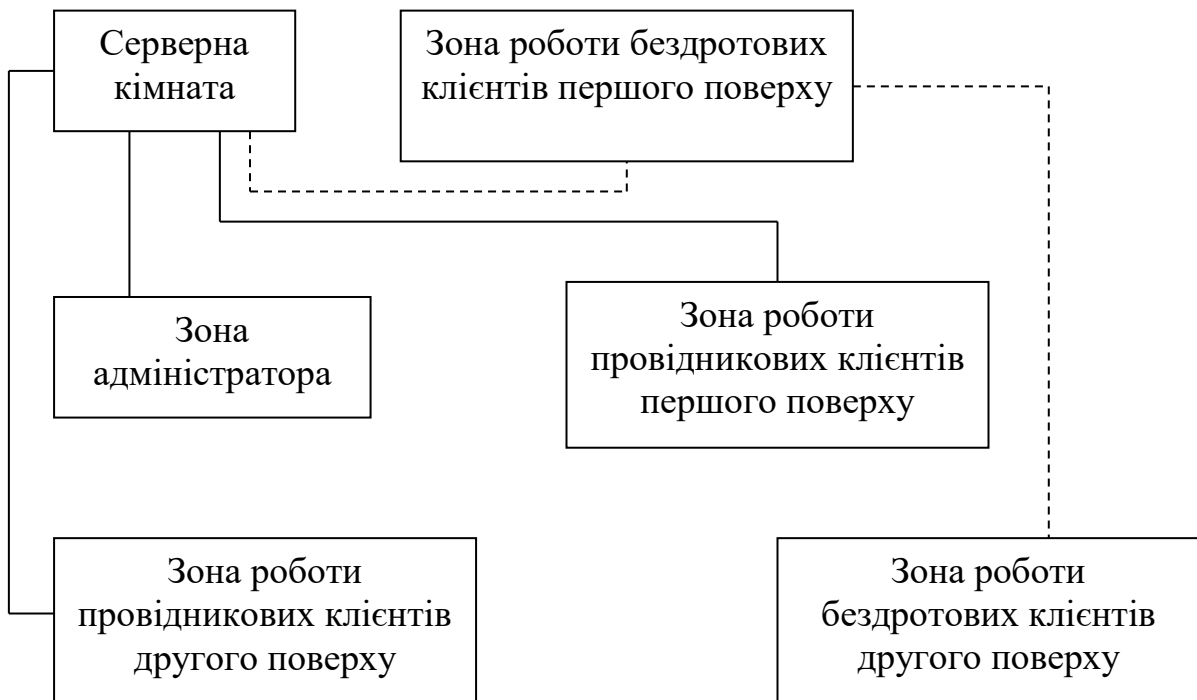 Серверна
кімната
Зона роботи бездротових
клієнтів першого поверху
Зона
адміністратора
Зона роботи
провідникових клієнтів
першого поверху
Зона роботи
провідникових клієнтів
другого поверху
Зона роботи
бездротових клієнтів
другого поверху